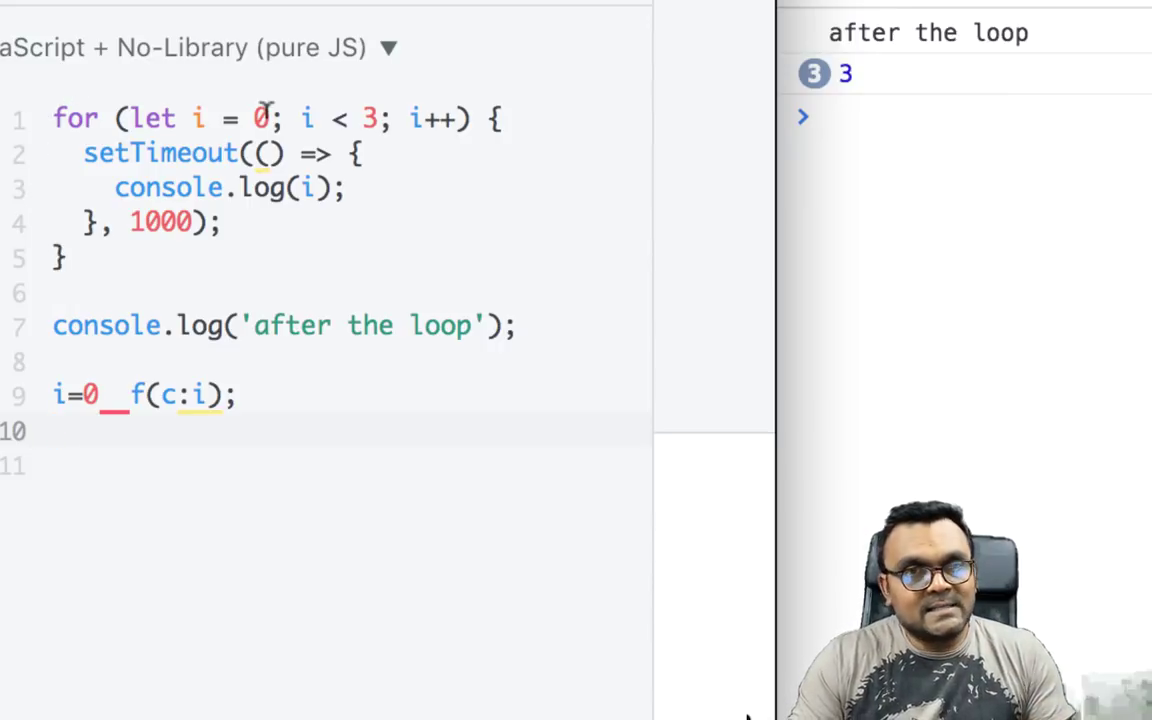 aScript + No-Library (pure JS) ▼
1 for (let i = 0; i < 3; i++) {
2 setTimeout(() => {
3 console.log(i);
4 }, 1000);
5 }
6
7 console.log('after the loop');
8
9 i=0 f(c:i);
10
11
after the loop
3 3
>